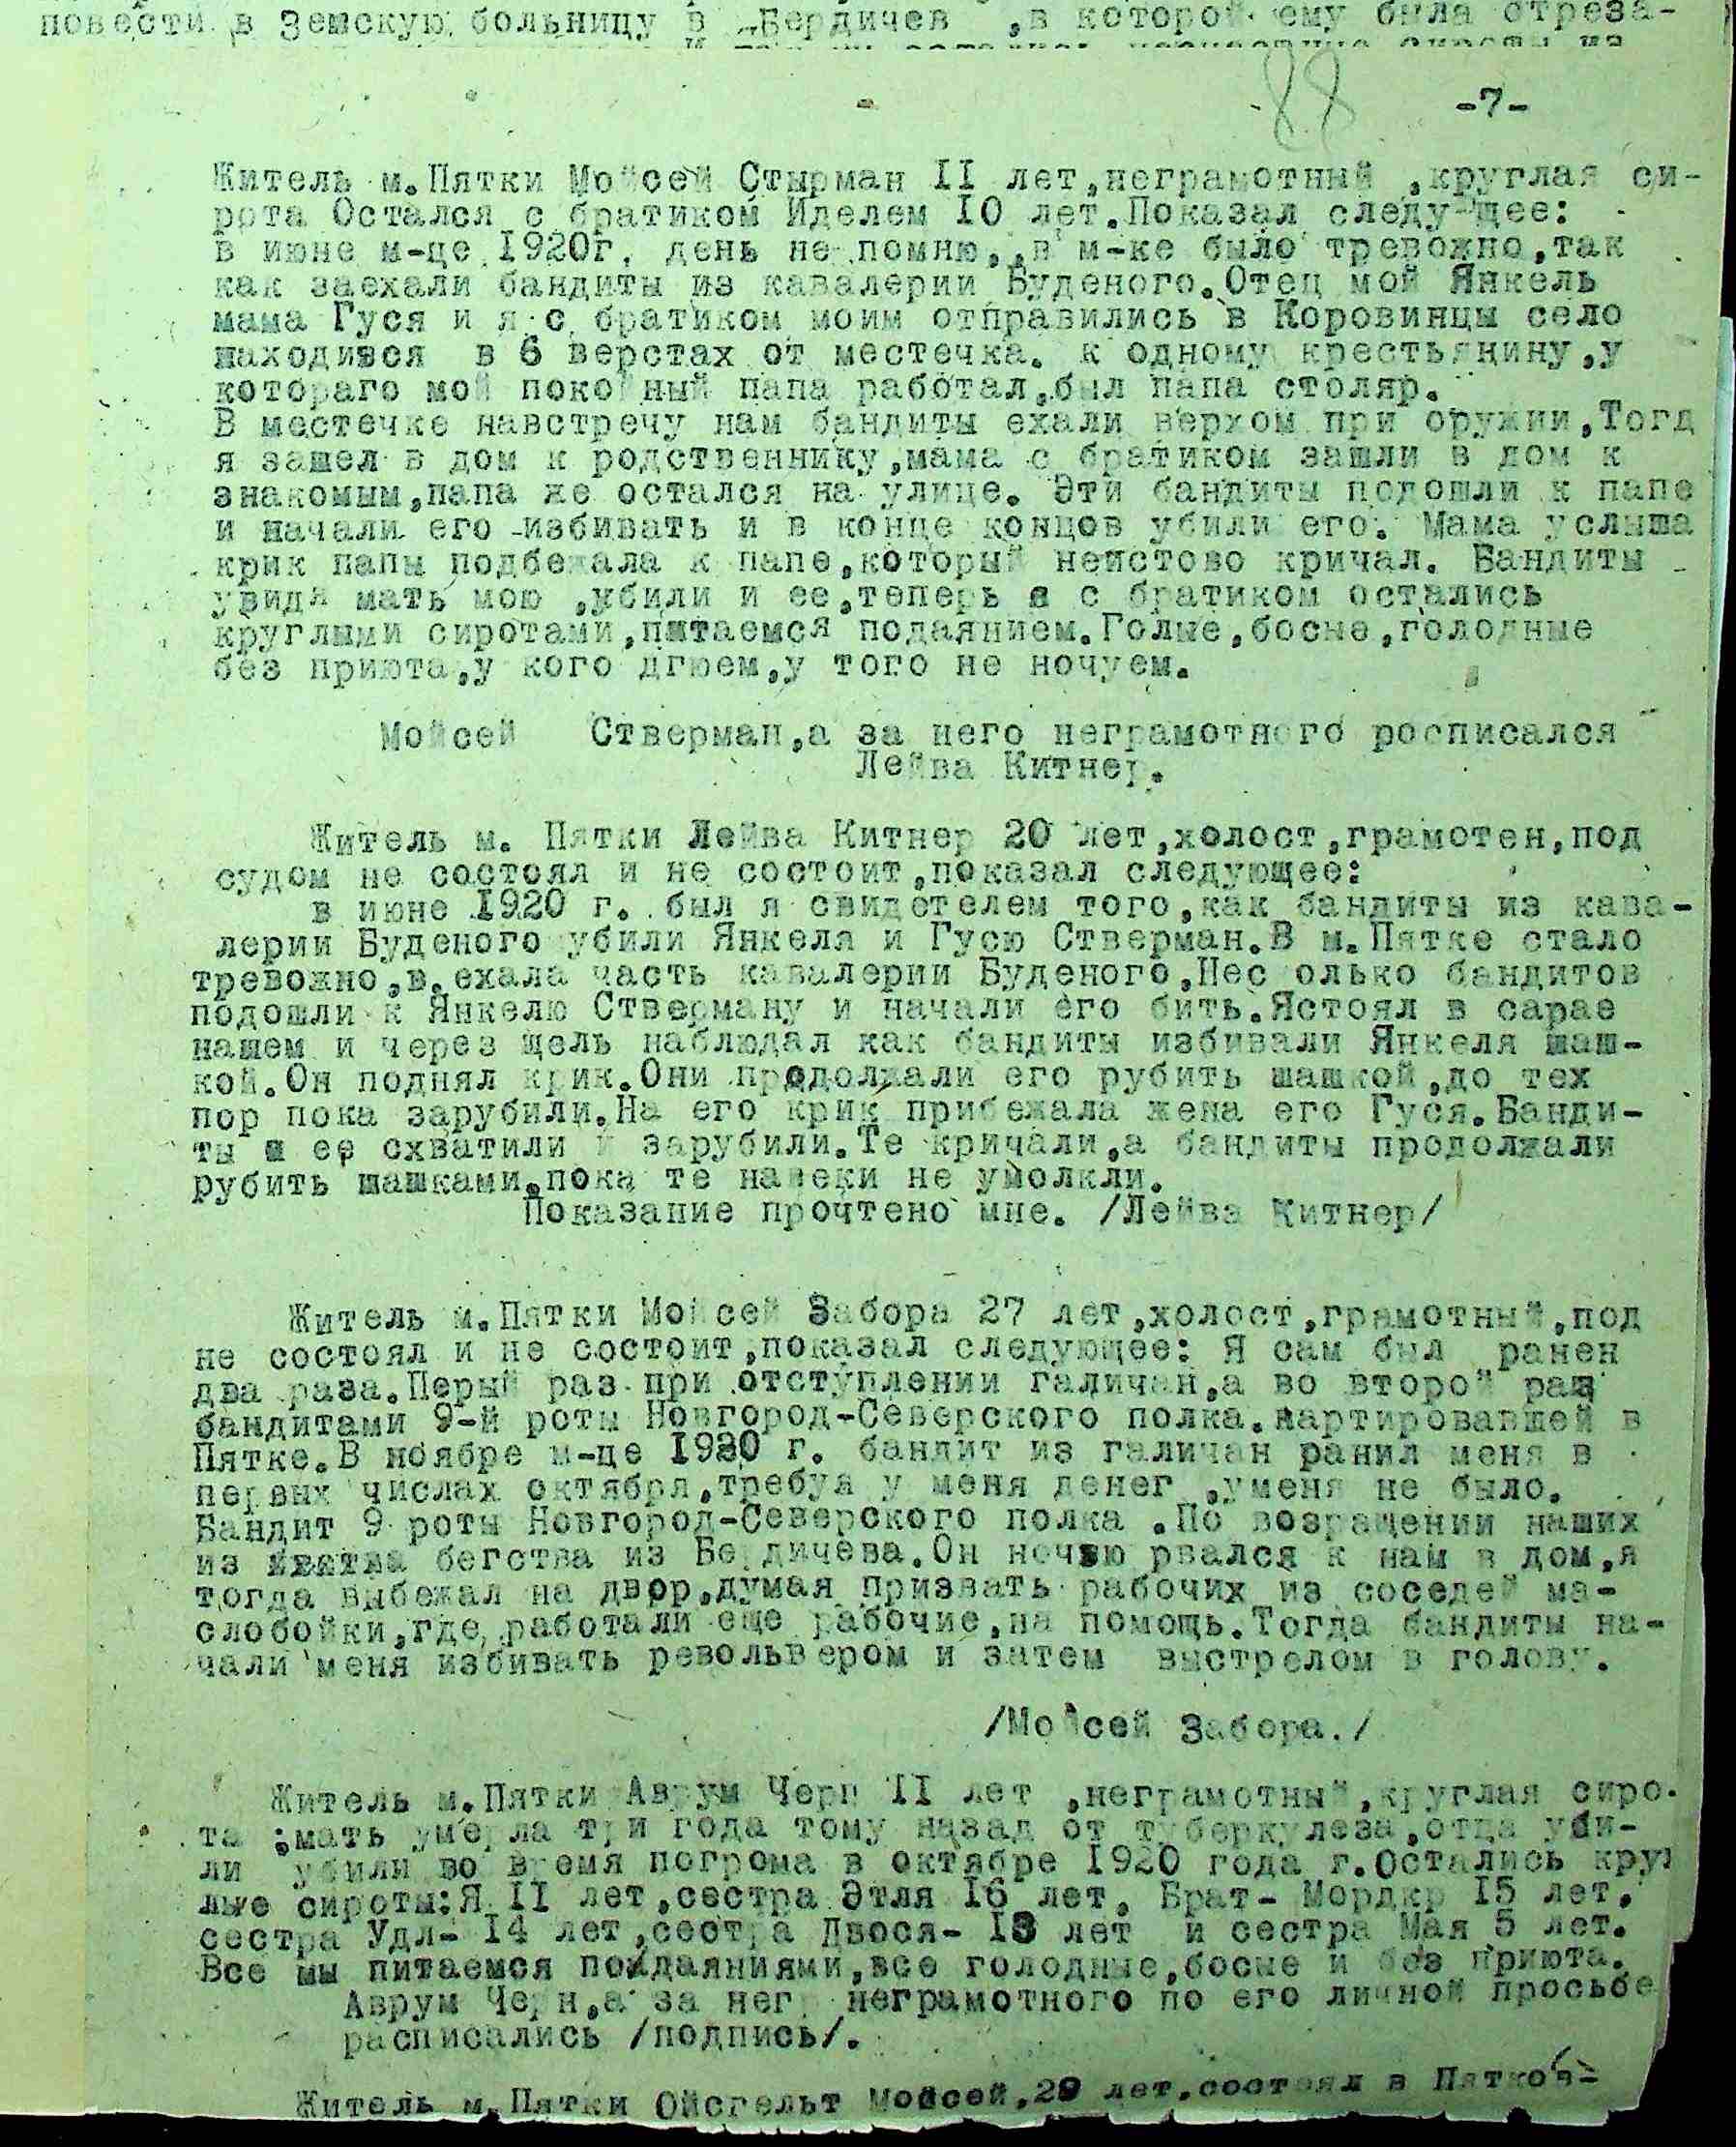 повести в Земскую больницу в Бердичев ,в которой ему была отреза-
88
-7-
Житель м.Пятки Мойсей Стырман II лет,неграмотный ,круглая си-
рота Остался с братиком Иделем IO лет.Показал следу щее:
в июне м-це 1920г. день не помню,,в м-ке было тревожно,так
как заехали бандиты из кавалерии Буденого.Отец мой Янкель
мама Гуся и я с братиком моим отправились в Коровинцы село
находився в 6 верстах от местечка. к одному крестьянину,у
котораго мой покойный папа работал,был папа столяр.
В местечке навстречу нам бандиты ехали верхом при оружии,Тогд
я зашел в дом к родственнику,мама с братиком зашли в дом к
знакомым,папа же остался на улице. Эти бандиты подошли к папе
и начали его избивать и в конце концов убили его. Мама услыша
крик папы подбежала к папе,который неистово кричал. Бандиты
увидя мать мою ,убили и ее,теперь я с братиком остались
круглыми сиротами,питаемся подаянием.Голые,босые,голодные
без приюта,у кого днюем,у того не ночуем.
Мойсей Стверман,а за него неграмотного росписался
Лейва Китнер.
Житель м. Пятки Лейва Китнер 20 лет,холост,грамотен,под
судом не состоял и не состоит,показал следующее:
в июне 1920 г. был я свидетелем того,как бандиты из кава-
лерии Буденого убили Янкеля и Гусю Стверман.В м.Пятке стало
тревожно,в.ехала часть кавалерии Буденого,Нес олько бандитов
подошли к Янкелю Стверману и начали его бить.Ястоял в сарае
нашем и через щель наблюдал как бандиты избивали Янкеля шаш-
кой.Он поднял крик.Они продолжали его рубить шашкой,до тех
пор пока зарубили.На его крик прибежала жена его Гуся.Банди-
ты и ее схватили и зарубили.Те кричали,а бандиты продолжали
рубить шашками,пока те навеки не умолкли.
Показание прочтено мне. /Лейва Китнер/
Житель м.Пятки Мойсей Забора 27 лет,холост,грамотный,под
не состоял и не состоит,показал следующее: Я сам был ранен
два раза.Перый раз при отступлении галичан,а во второй раз
бандитами 9-й роты Новгород-Северского полка.картировавшей в
Пятке.В ноябре м-це 1920 г. бандит из галичан ранил меня в
первых числах октября,требуя у меня денег ,уменя не было.
Бандит 9 роты Новгород-Северского полка .По возращении наших
из бегства из Бердичева.Он ночью рвался к нам в дом,я
тогда выбежал на двор,думая призвать рабочих из соседей ма-
слобойки,где работали еще рабочие,на помощь.Тогда бандиты на-
чали меня избивать револьвером и затем выстрелом в голову.
/Мойсей Забора./
Житель м.Пятки Аврум Черн II лет ,неграмотный,круглая сиро-
та ;мать умерла три года тому назад от туберкулеза,отца уби-
ли убили во время погрома в октябре 1920 года г.Остались круг
лые сироты:Я II лет,сестра Этля 16 лет, Брат- Мордкр 15 лет,
сестра Удл- 14 лет,сестра Двося- 13 лет и сестра Мая 5 лет.
Все мы питаемся пойдаяниями,все голодные,босые и без приюта.
Аврум Черн,а за нег неграмотного по его личной просьбе
расписались /подпись/.
Житель м.Пятки Ойсгельт Мойсей,29 лет,состоял в Пятков-